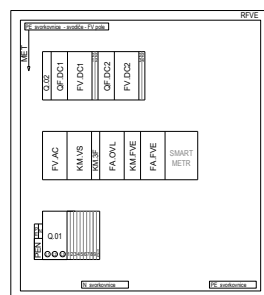 RFVE
PE svorkovnice - svodiče - FV pole
MET
Q.02
QF.DC1
FV.DC1
QF.DC2
FV.DC2
FV.AC
KM.VS
KM.3F
FA.OVL
KM.FVE
FA.FVE
SMART
METR
PEN
Q.01
N svorkovnice
PE svorkovnice